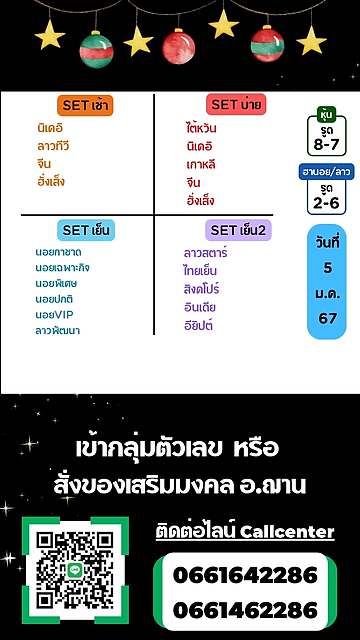 SET เช้า
นิเคอิ
ลาวทีวี
จีน
ฮั่งเส็ง
SET บ่าย
ไต้หวัน
นิเคอิ
เกาหลี
จีน
ฮั่งเส็ง
หุ้น
รูด
8-7
ฮานอย/ลาว
รูด
2-6
SET เย็น
นอยกาชาด
นอยเฉพาะกิจ
นอยพิเศษ
นอยปกติ
นอยVIP
ลาวพัฒนา
SET เย็น2
ลาวสตาร์
ไทยเย็น
สิงคโปร์
อินเดีย
อียิปต์
วันที่
5
ม.ค.
67
เข้ากลุ่มตัวเลข หรือ
สั่งของเสริมมงคล อ.ฌาน
ติดต่อไลน์ Callcenter
0661642286
0661462286
LINE